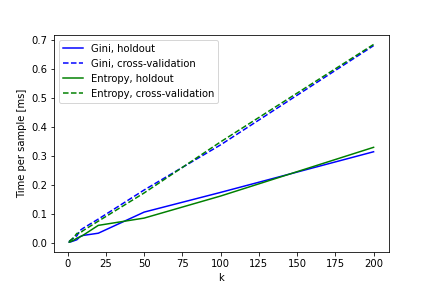 Gini, holdout
Gini, cross-validation
Entropy, holdout
Entropy, cross-validation
Time per sample [ms]
0.7
0.6
0.5
0.4
0.3
0.2
0.1
0.0
0 25 50 75 100 125 150 175 200
k